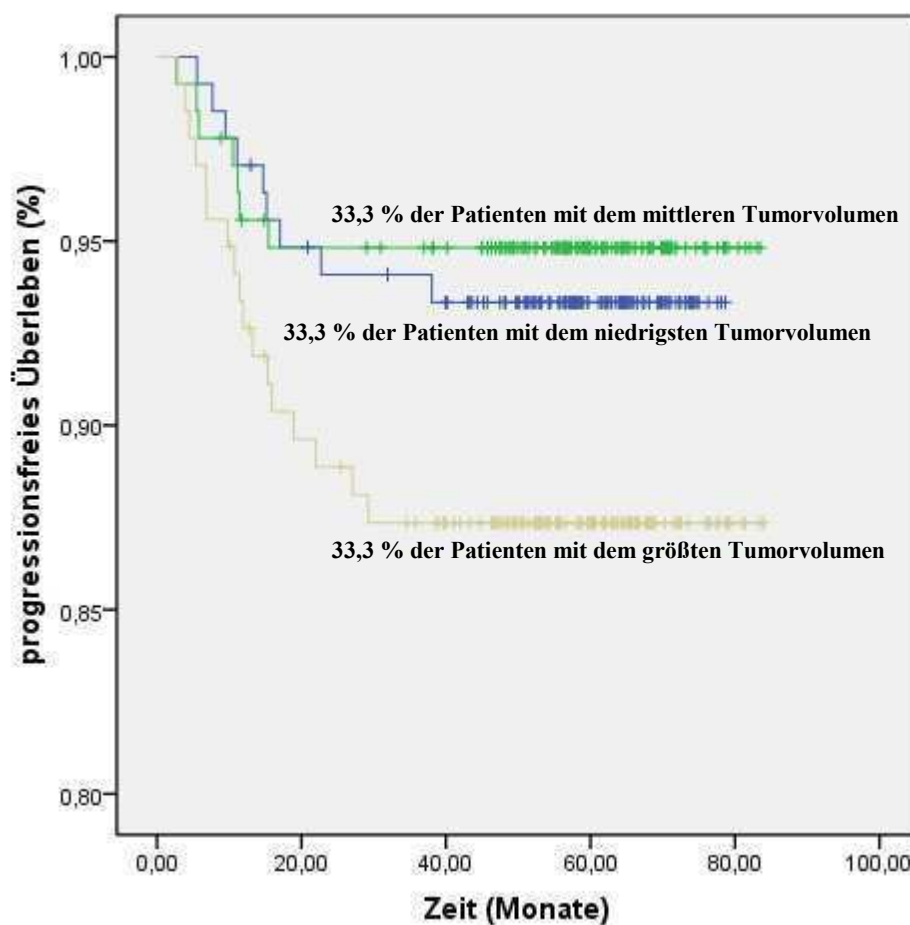 progressionsfreies Überleben (%)
1,00
0,95
0,90
0,85
0,80
33,3 % der Patienten mit dem mittleren Tumorvolumen
33,3 % der Patienten mit dem niedrigsten Tumorvolumen
33,3 % der Patienten mit dem größten Tumorvolumen
0,00 20,00 40,00 60,00 80,00 100,00
Zeit (Monate)